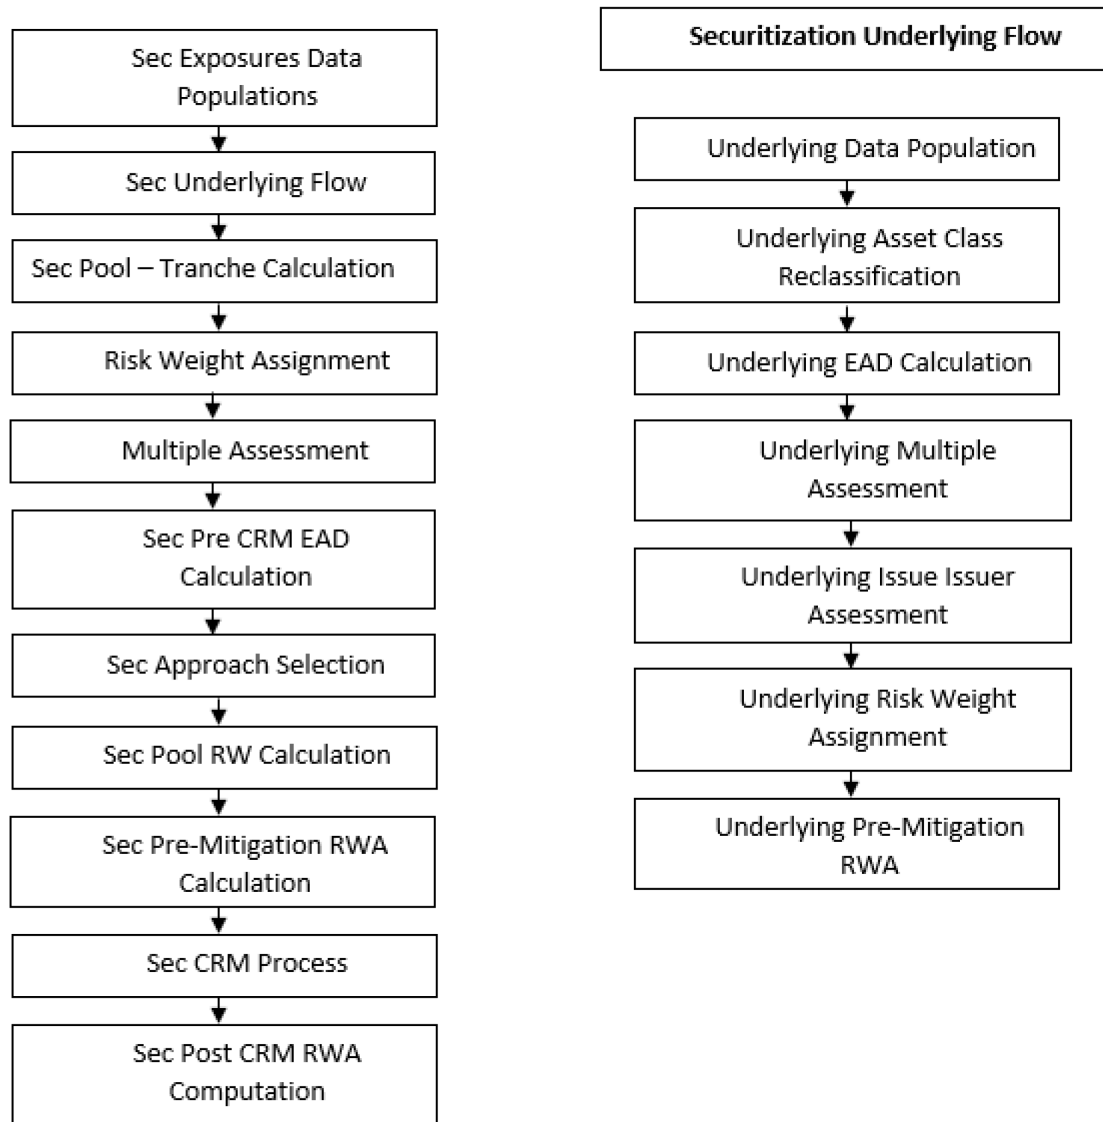 Sec Exposures Data
Populations
Sec Underlying Flow
Sec Pool – Tranche Calculation
Risk Weight Assignment
Multiple Assessment
Sec Pre CRM EAD
Calculation
Sec Approach Selection
Sec Pool RW Calculation
Sec Pre-Mitigation RWA
Calculation
Sec CRM Process
Sec Post CRM RWA
Computation
Securitization Underlying Flow
Underlying Data Population
Underlying Asset Class
Reclassification
Underlying EAD Calculation
Underlying Multiple
Assessment
Underlying Issue Issuer
Assessment
Underlying Risk Weight
Assignment
Underlying Pre-Mitigation
RWA